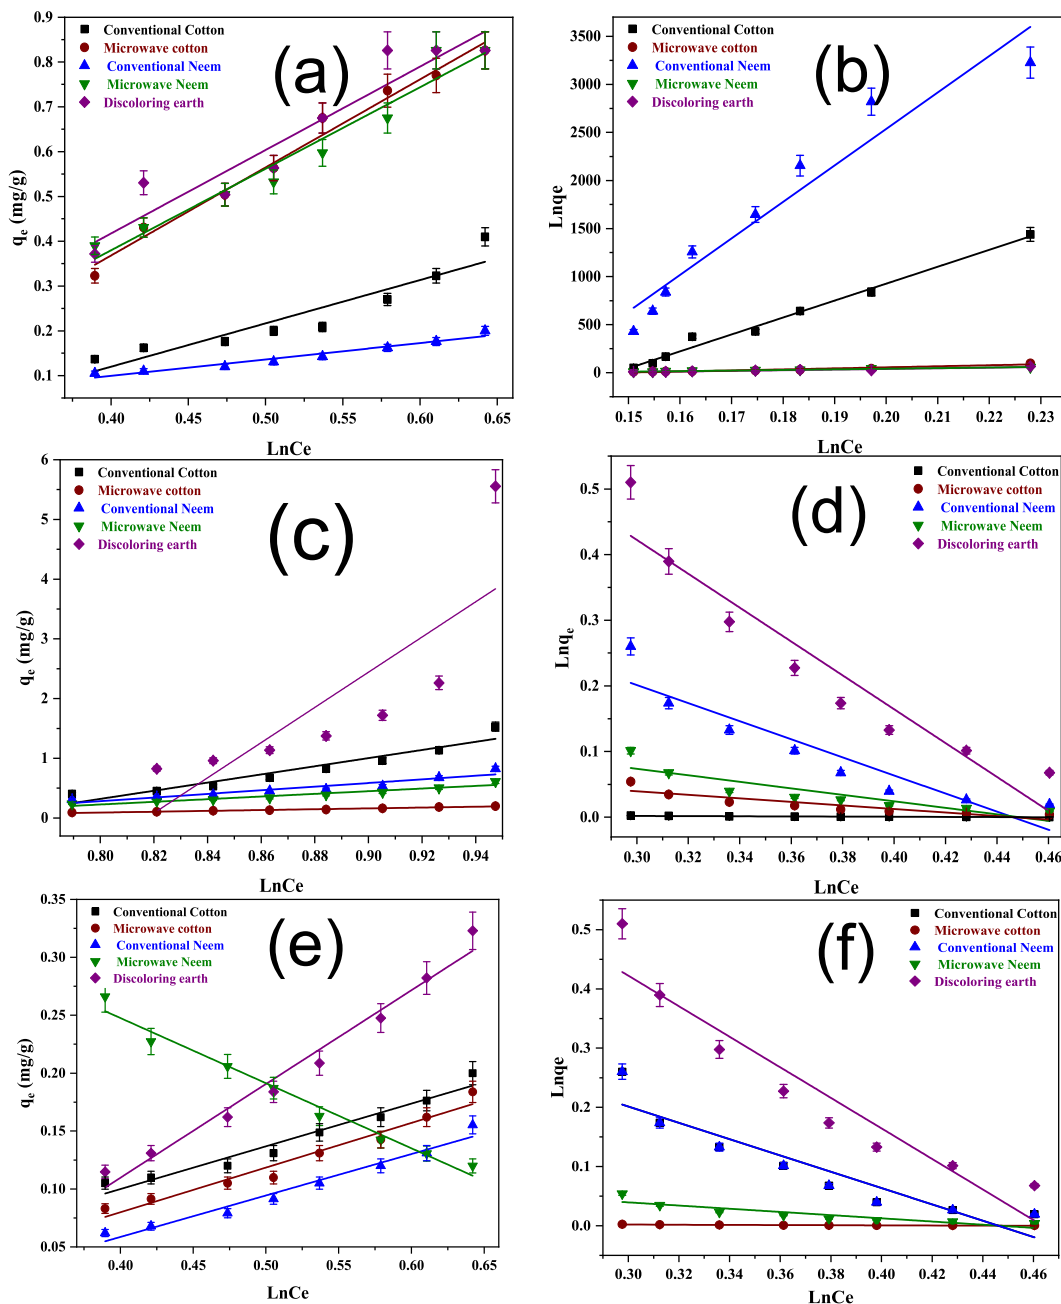 Conventional Cotton
Microwave cotton
Conventional Neem
Microwave Neem
Discoloring earth
(a)
0.9
0.8
0.7
0.6
0.5
0.4
0.3
0.2
0.1
qe (mg/g)
0.40 0.45 0.50 0.55 0.60 0.65
LnCe
Conventional Cotton
Microwave cotton
Conventional Neem
Microwave Neem
Discoloring earth
(b)
3500
3000
2500
2000
1500
1000
500
0
Lnqe
0.15 0.16 0.17 0.18 0.19 0.20 0.21 0.22 0.23
LnCe
Conventional Cotton
Microwave cotton
Conventional Neem
Microwave Neem
Discoloring earth
(c)
6
5
4
3
2
1
0
qe (mg/g)
0.80 0.82 0.84 0.86 0.88 0.90 0.92 0.94
LnCe
Conventional Cotton
Microwave cotton
Conventional Neem
Microwave Neem
Discoloring earth
(d)
0.5
0.4
0.3
0.2
0.1
0.0
Lnqe
0.30 0.32 0.34 0.36 0.38 0.40 0.42 0.44 0.46
LnCe
Conventional Cotton
Microwave cotton
Conventional Neem
Microwave Neem
Discoloring earth
(e)
0.35
0.30
0.25
0.20
0.15
0.10
0.05
qe (mg/g)
0.40 0.45 0.50 0.55 0.60 0.65
LnCe
Conventional Cotton
Microwave cotton
Conventional Neem
Microwave Neem
Discoloring earth
(f)
0.5
0.4
0.3
0.2
0.1
0.0
Lnqe
0.30 0.32 0.34 0.36 0.38 0.40 0.42 0.44 0.46
LnCe